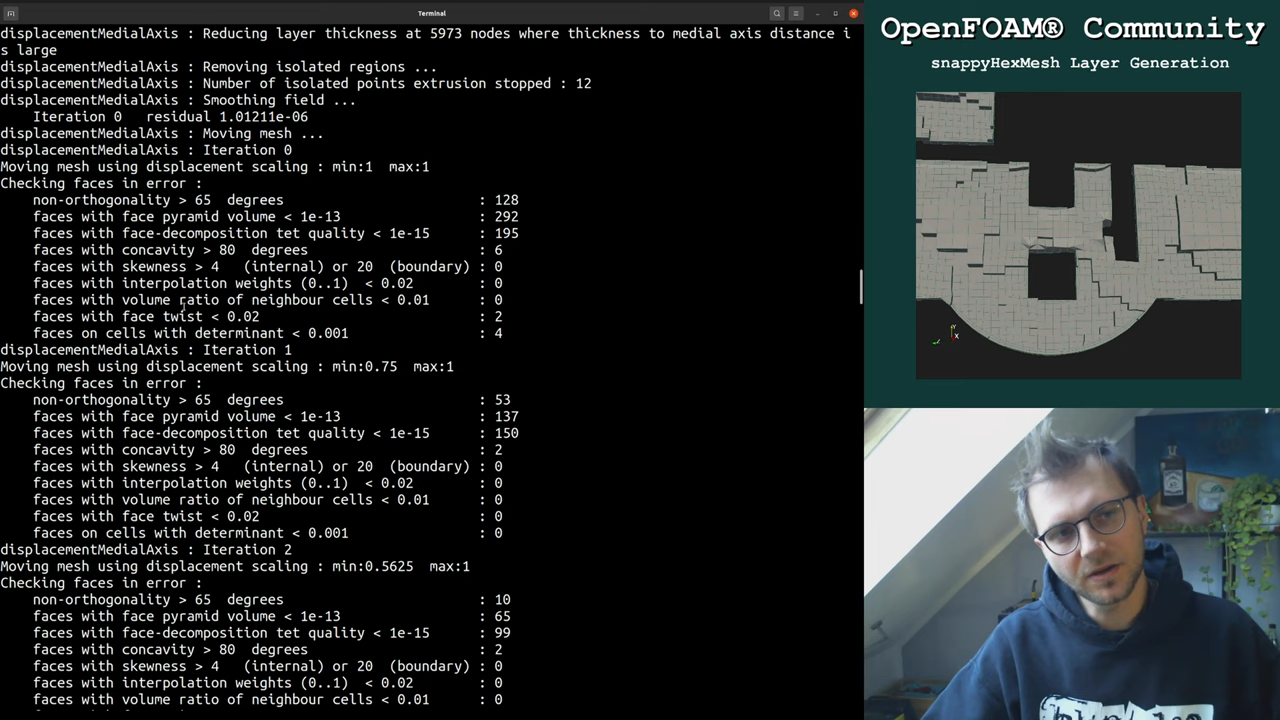 Terminal
displacementMedialAxis : Reducing layer thickness at 5973 nodes where thickness to medial axis distance i
s large
displacementMedialAxis : Removing isolated regions ...
displacementMedialAxis : Number of isolated points extrusion stopped : 12
displacementMedialAxis : Smoothing field ...
    Iteration 0   residual 1.01211e-06
displacementMedialAxis : Moving mesh ...
displacementMedialAxis : Iteration 0
Moving mesh using displacement scaling : min:1  max:1
Checking faces in error :
    non-orthogonality > 65  degrees                        : 128
    faces with face pyramid volume < 1e-13                 : 292
    faces with face-decomposition tet quality < 1e-15      : 195
    faces with concavity > 80  degrees                     : 6
    faces with skewness > 4   (internal) or 20  (boundary) : 0
    faces with interpolation weights (0..1)  < 0.02        : 0
    faces with volume ratio of neighbour cells < 0.01      : 0
    faces with face twist < 0.02                           : 2
    faces on cells with determinant < 0.001                : 4
displacementMedialAxis : Iteration 1
Moving mesh using displacement scaling : min:0.75  max:1
Checking faces in error :
    non-orthogonality > 65  degrees                        : 53
    faces with face pyramid volume < 1e-13                 : 137
    faces with face-decomposition tet quality < 1e-15      : 150
    faces with concavity > 80  degrees                     : 2
    faces with skewness > 4   (internal) or 20  (boundary) : 0
    faces with interpolation weights (0..1)  < 0.02        : 0
    faces with volume ratio of neighbour cells < 0.01      : 0
    faces with face twist < 0.02                           : 0
    faces on cells with determinant < 0.001                : 0
displacementMedialAxis : Iteration 2
Moving mesh using displacement scaling : min:0.5625  max:1
Checking faces in error :
    non-orthogonality > 65  degrees                        : 10
    faces with face pyramid volume < 1e-13                 : 65
    faces with face-decomposition tet quality < 1e-15      : 99
    faces with concavity > 80  degrees                     : 2
    faces with skewness > 4   (internal) or 20  (boundary) : 0
    faces with interpolation weights (0..1)  < 0.02        : 0
    faces with volume ratio of neighbour cells < 0.01      : 0
OpenFOAM® Community
snappyHexMesh Layer Generation
Y
X